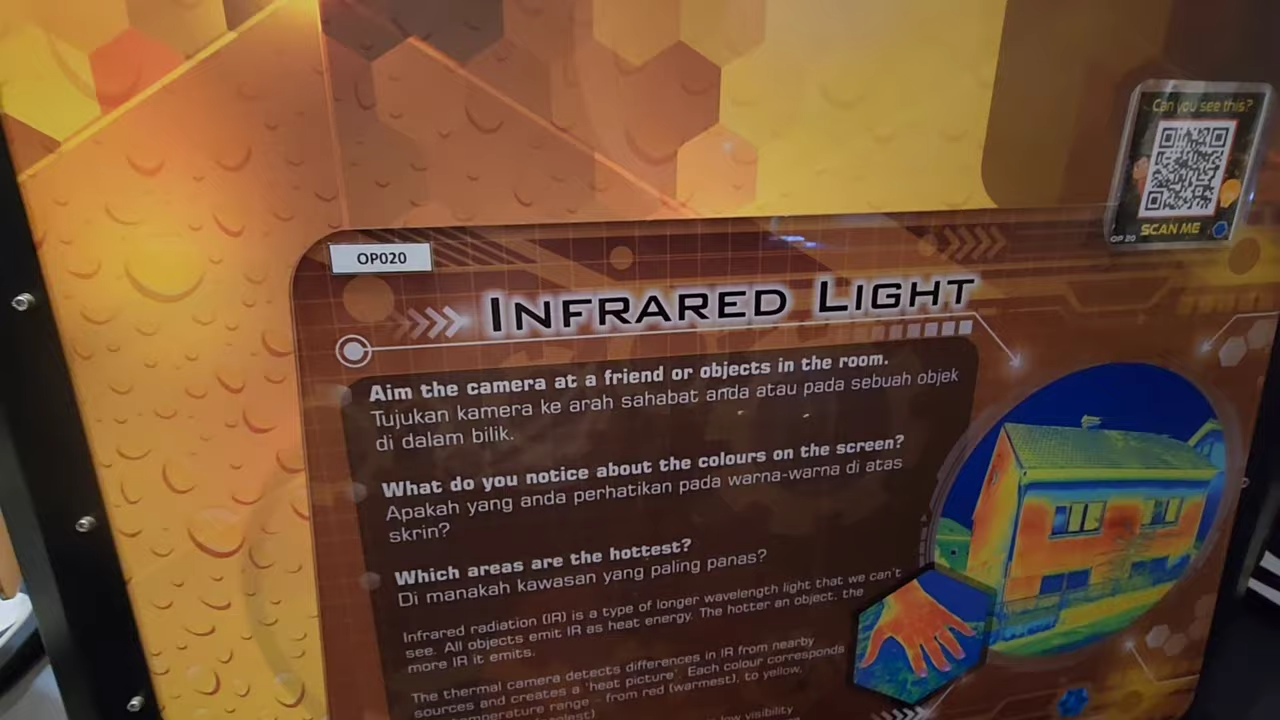 Can you see this?
SCAN ME
OP 20
OP020
INFRARED LIGHT
Aim the camera at a friend or objects in the room.
Tujukan kamera ke arah sahabat anda atau pada sebuah objek
di dalam bilik.
What do you notice about the colours on the screen?
Apakah yang anda perhatikan pada warna-warna di atas
skrin?
Which areas are the hottest?
Di manakah kawasan yang paling panas?
Infrared radiation (IR) is a type of longer wavelength light that we can't
see. All objects emit IR as heat energy. The hotter an object, the
more IR it emits.
The thermal camera detects differences in IR from nearby
sources and creates a 'heat picture'. Each colour corresponds
temperature range - from red (warmest), to yellow,
low visibility